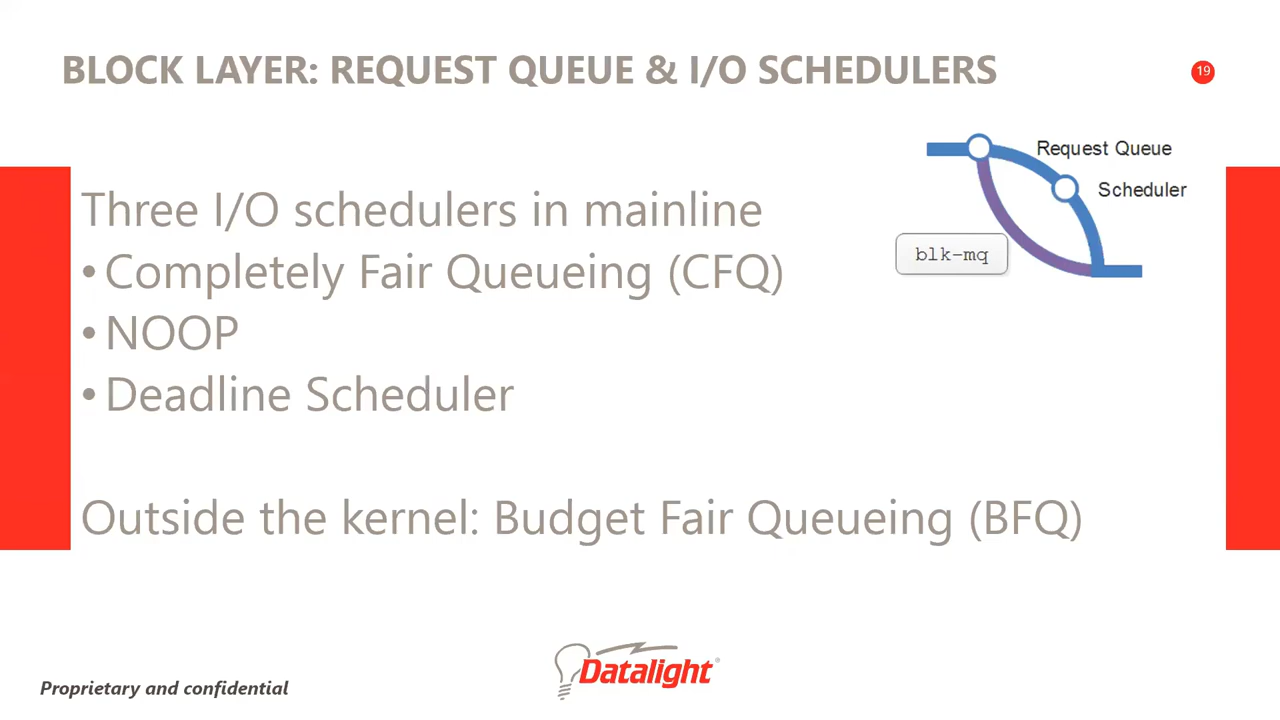 BLOCK LAYER: REQUEST QUEUE & I/O SCHEDULERS
19
Request Queue
Scheduler
blk-mq
Three I/O schedulers in mainline
• Completely Fair Queueing (CFQ)
• NOOP
• Deadline Scheduler
Outside the kernel: Budget Fair Queueing (BFQ)
Proprietary and confidential
Datalight®